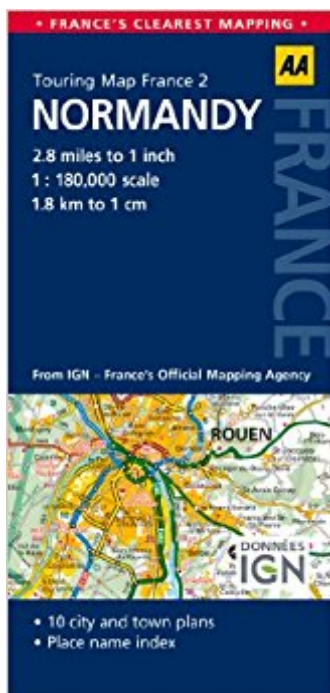 • FRANCE'S CLEAREST MAPPING •
AA
Touring Map France 2
NORMANDY
2.8 miles to 1 inch
1 : 180,000 scale
1.8 km to 1 cm
FRANCE
From IGN – France's Official Mapping Agency
ROUEN
DONNÉES
IGN
• 10 city and town plans
• Place name index